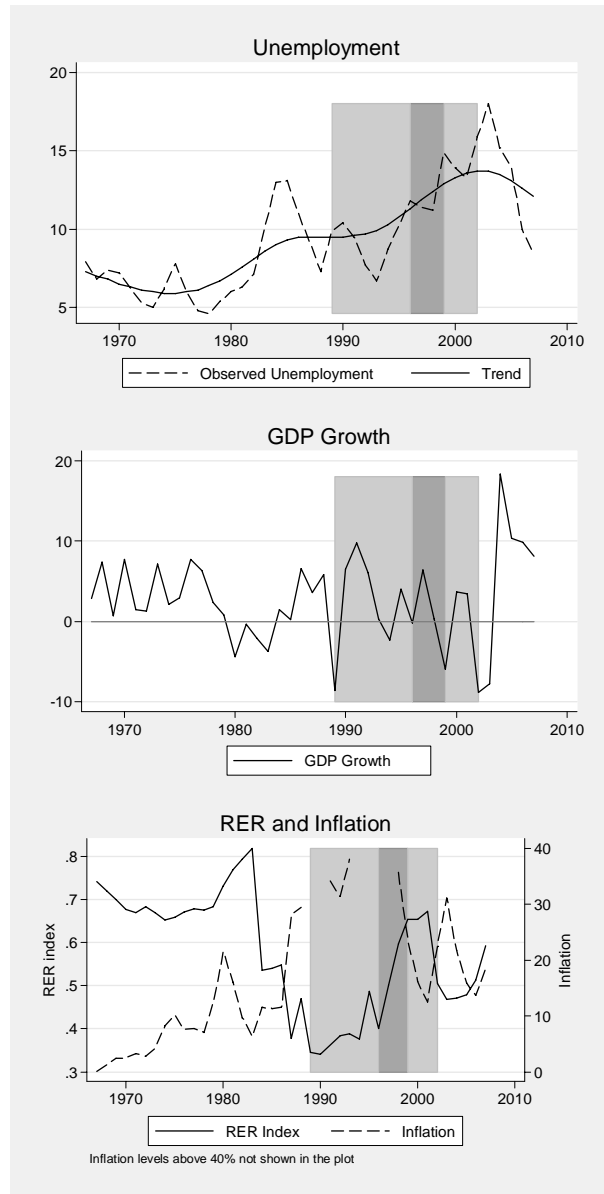 Unemployment
20
15
10
5
1970 1980 1990 2000 2010
Observed Unemployment Trend
GDP Growth
20
10
0
-10
1970 1980 1990 2000 2010
GDP Growth
RER and Inflation
.8
.7
.6
.5
.4
.3
RER index
40
30
20
10
0
Inflation
1970 1980 1990 2000 2010
RER Index Inflation
Inflation levels above 40% not shown in the plot